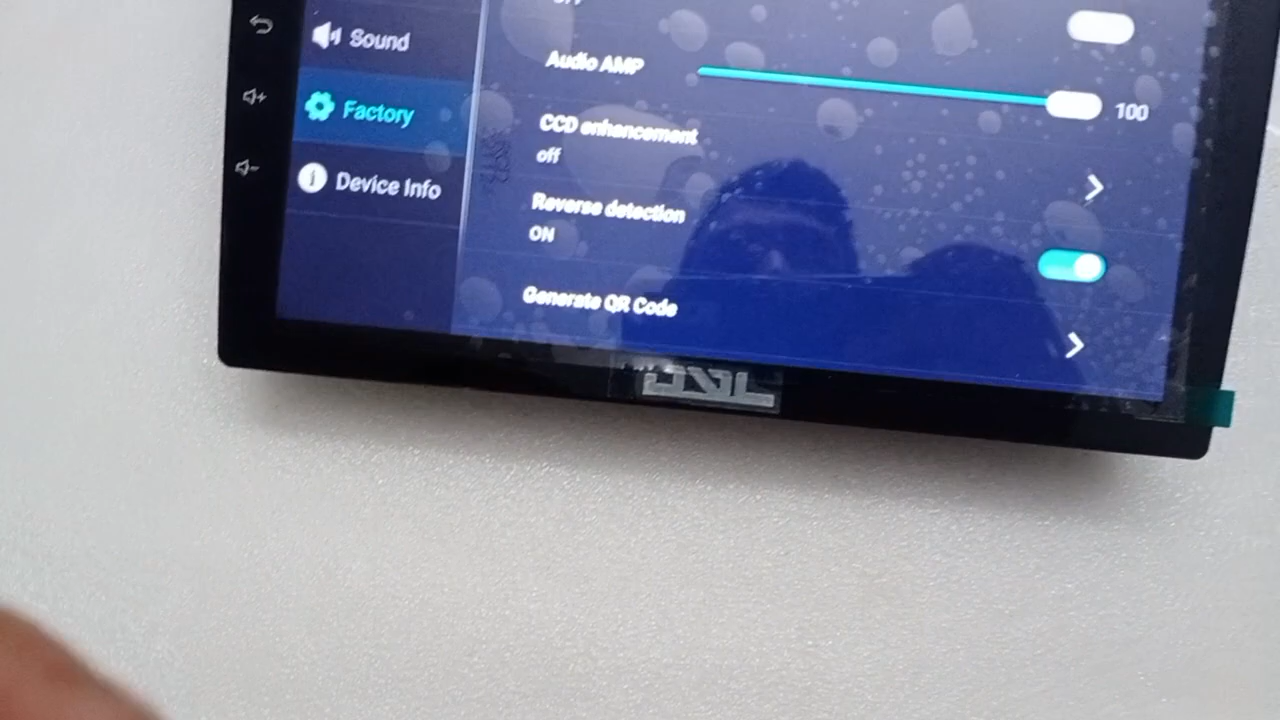 Sound
Factory
Device Info
Audio AMP
100
CCD enhancement
off
Reverse detection
ON
Generate QR Code